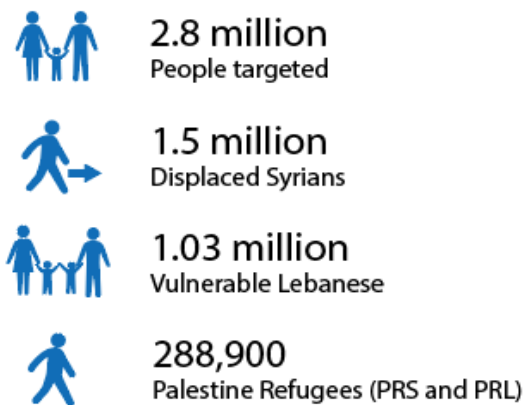 2.8 million
People targeted
1.5 million
Displaced Syrians
1.03 million
Vulnerable Lebanese
288,900
Palestine Refugees (PRS and PRL)